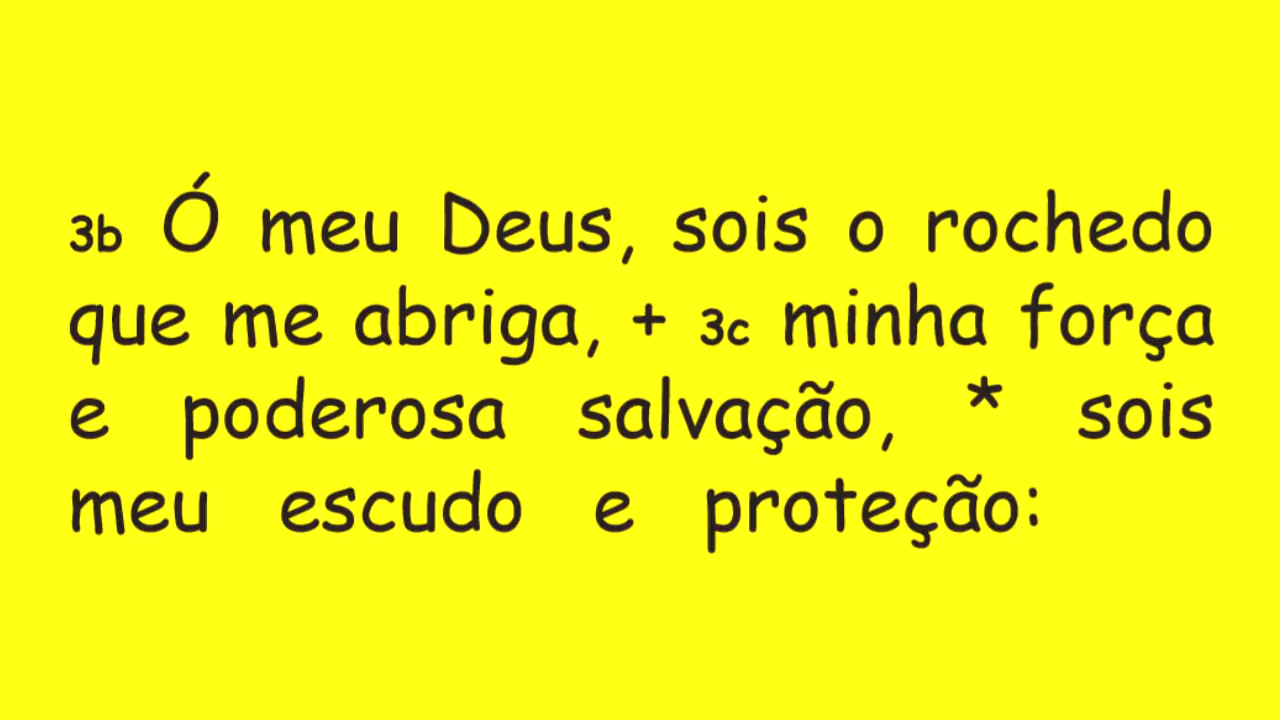 3b Ó meu Deus, sois o rochedo
que me abriga, + 3c minha força
e poderosa salvação, * sois
meu escudo e proteção: